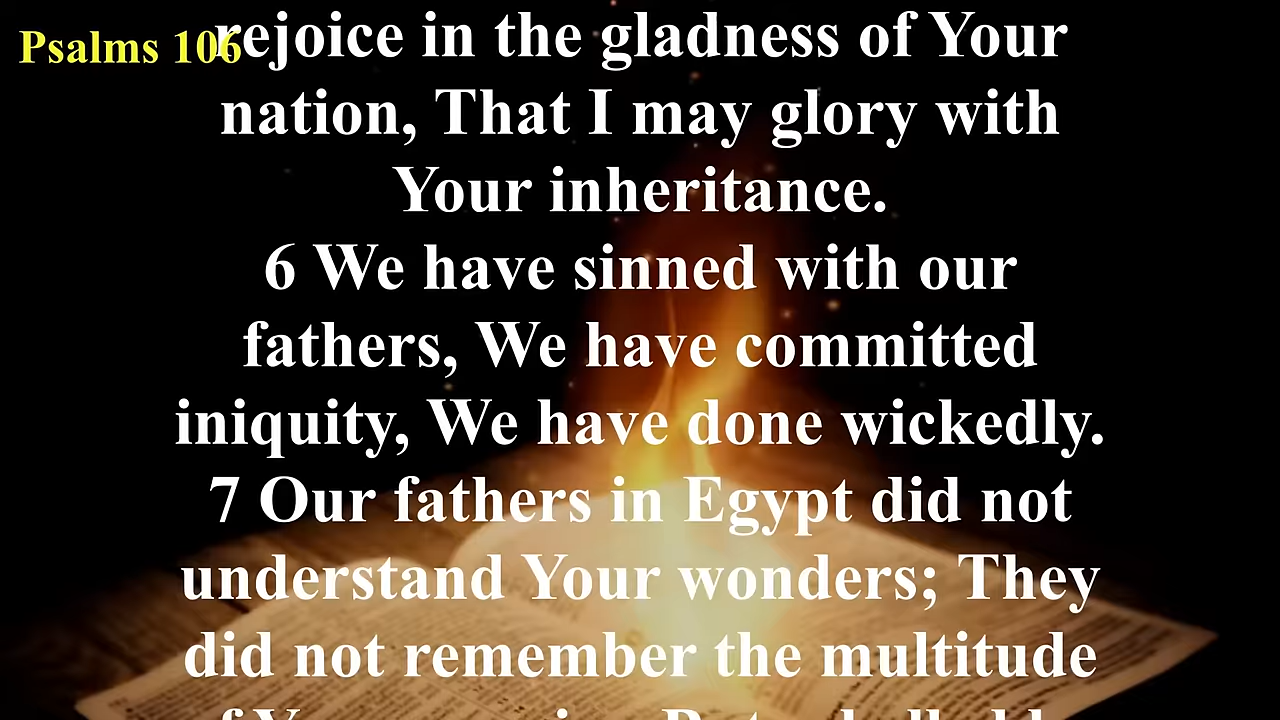 Psalms 106
rejoice in the gladness of Your
nation, That I may glory with
Your inheritance.
6 We have sinned with our
fathers, We have committed
iniquity, We have done wickedly.
7 Our fathers in Egypt did not
understand Your wonders; They
did not remember the multitude